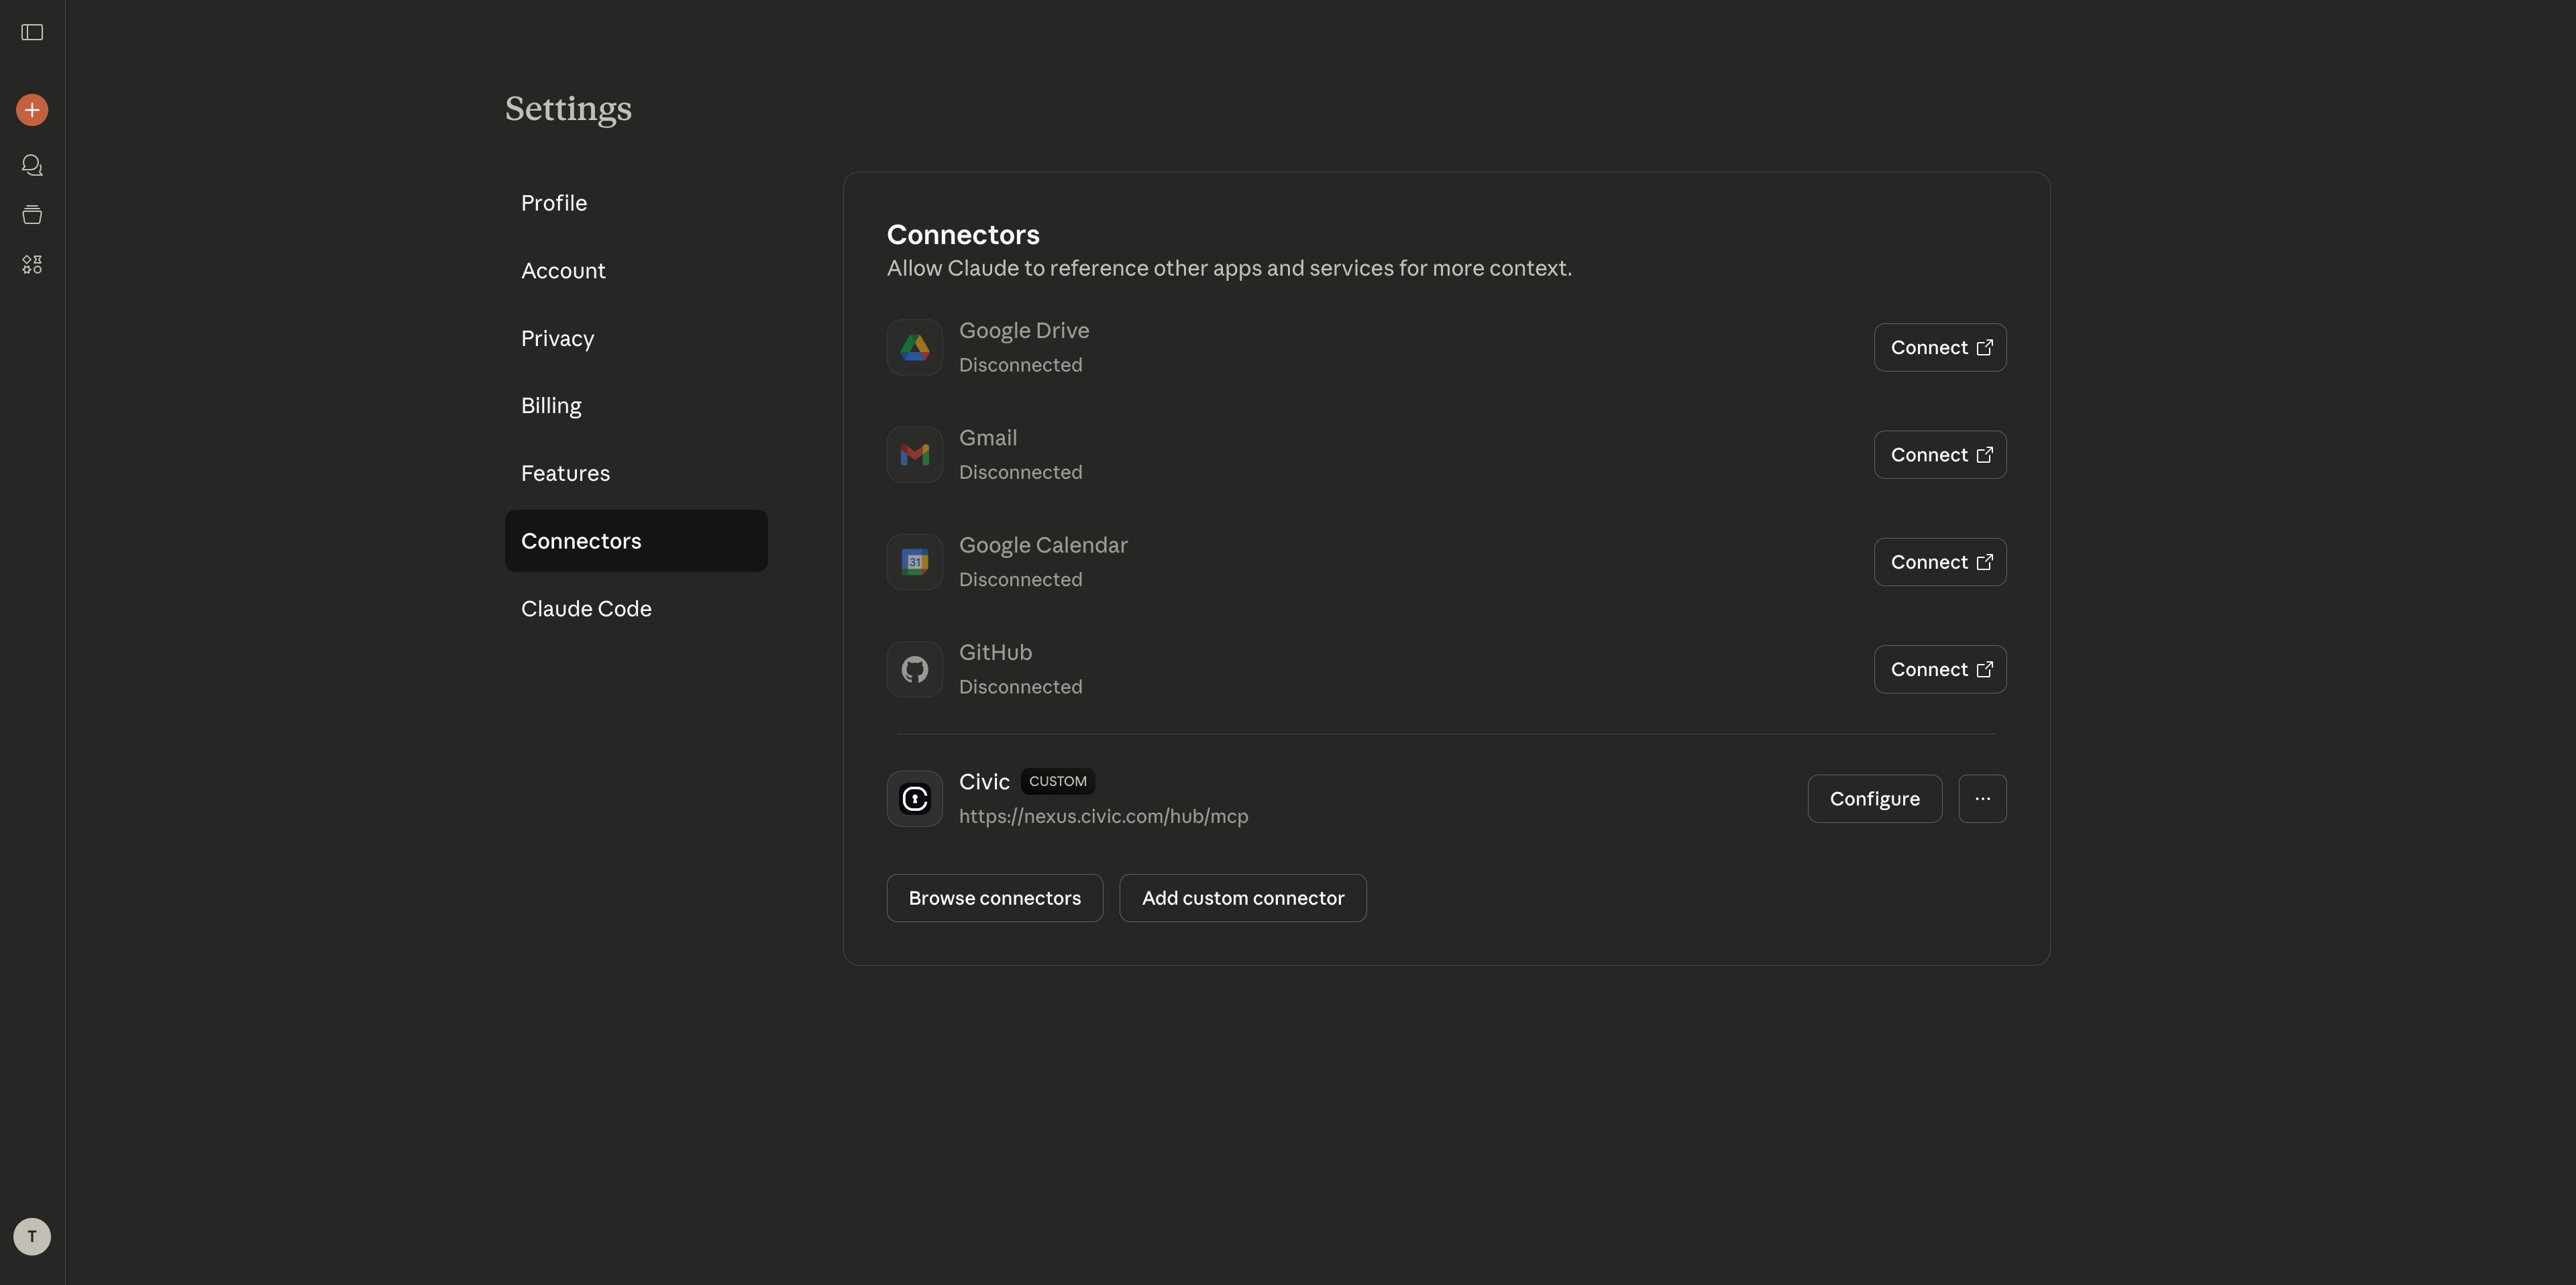 Settings
Profile
Account
Privacy
Billing
Features
Connectors
Claude Code
Connectors
Allow Claude to reference other apps and services for more context.
Google Drive
Disconnected
Connect
Gmail
Disconnected
Connect
31
Google Calendar
Disconnected
Connect
GitHub
Disconnected
Connect
Civic CUSTOM
https://nexus.civic.com/hub/mcp
Configure
Browse connectors Add custom connector
T